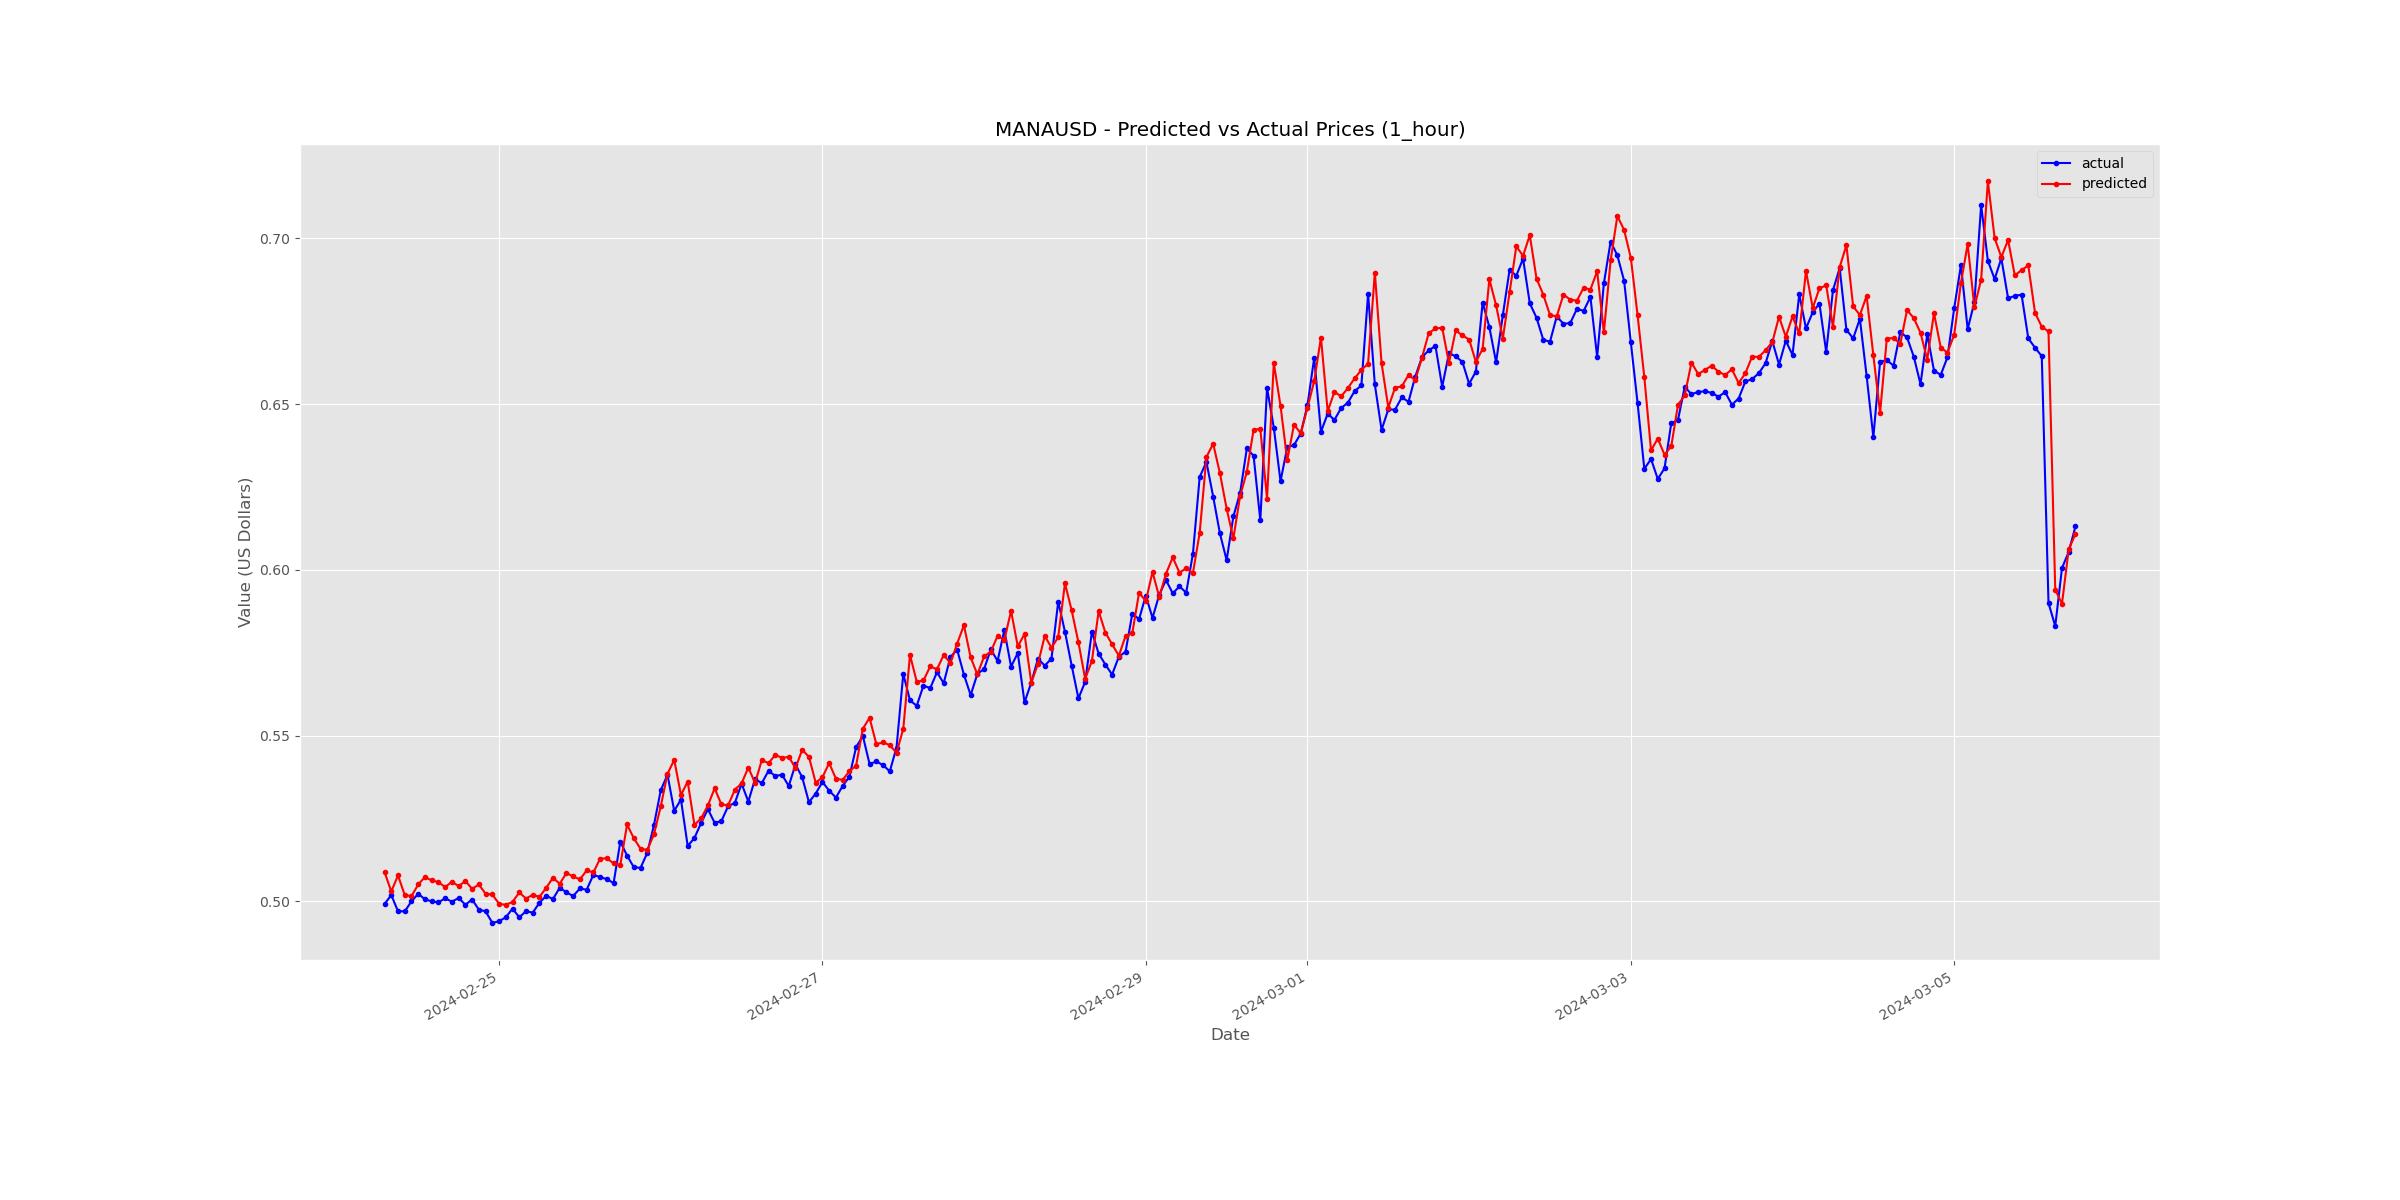 MANAUSD - Predicted vs Actual Prices (1_hour)
actual
predicted
0.70
0.65
0.60
0.55
0.50
Value (US Dollars)
2024-02-25
2024-02-27
2024-02-29
2024-03-01
2024-03-03
2024-03-05
Date